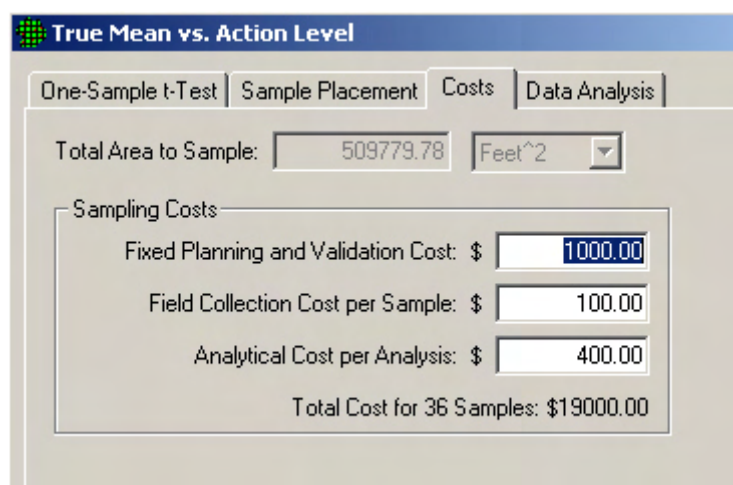 True Mean vs. Action Level
One-Sample t-Test Sample Placement Costs Data Analysis
Total Area to Sample: 509779.78 Feet^2
Sampling Costs
Fixed Planning and Validation Cost: $ 1000.00
Field Collection Cost per Sample: $ 100.00
Analytical Cost per Analysis: $ 400.00
Total Cost for 36 Samples: $19000.00